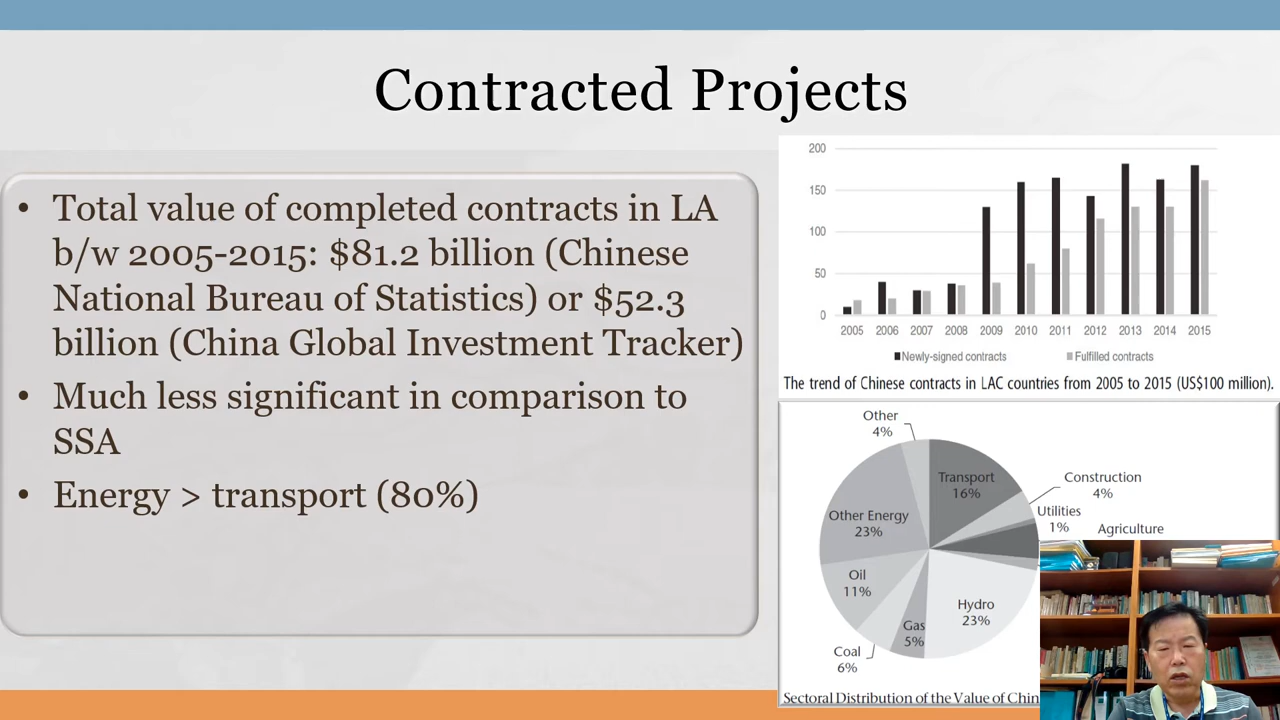 Contracted Projects
• Total value of completed contracts in LA
b/w 2005-2015: $81.2 billion (Chinese
National Bureau of Statistics) or $52.3
billion (China Global Investment Tracker)
• Much less significant in comparison to
SSA
• Energy > transport (80%)
200
150
100
50
0
2005 2006 2007 2008 2009 2010 2011 2012 2013 2014 2015
Newly-signed contracts Fulfilled contracts
The trend of Chinese contracts in LAC countries from 2005 to 2015 (US$100 million).
Other
4%
Transport
16%
Construction
4%
Utilities
1%
Agriculture
Other Energy
23%
Oil
11%
Hydro
23%
Gas
5%
Coal
6%
Sectoral Distribution of the Value of Chin